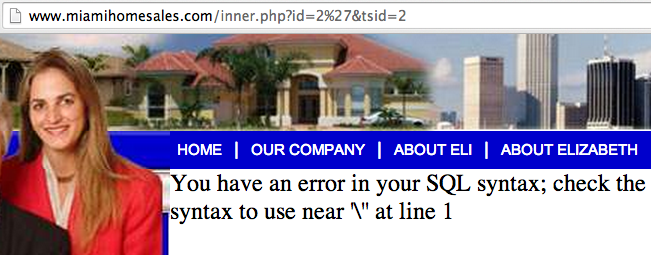 www.miamihomesales.com/inner.php?id=2%27&tsid=2
HOME | OUR COMPANY | ABOUT ELI | ABOUT ELIZABETH
You have an error in your SQL syntax; check the
syntax to use near '\'' at line 1